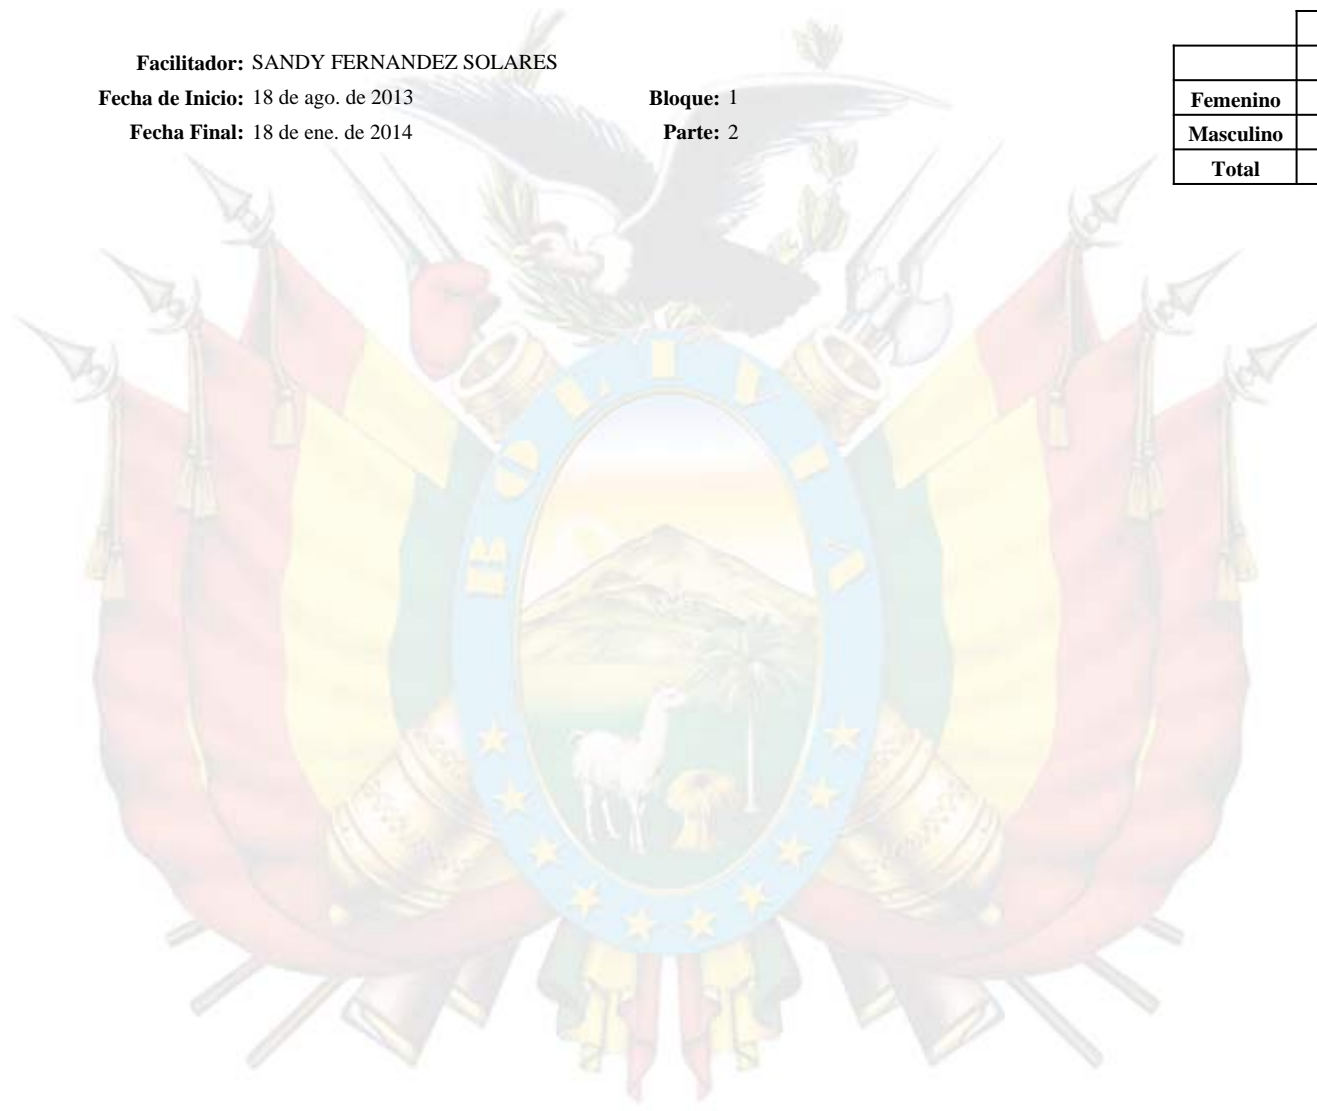 Facilitador: SANDY FERNANDEZ SOLARES
Fecha de Inicio: 18 de ago. de 2013 Bloque: 1
Fecha Final: 18 de ene. de 2014 Parte: 2
Femenino
Masculino
Total
BOLIVIA